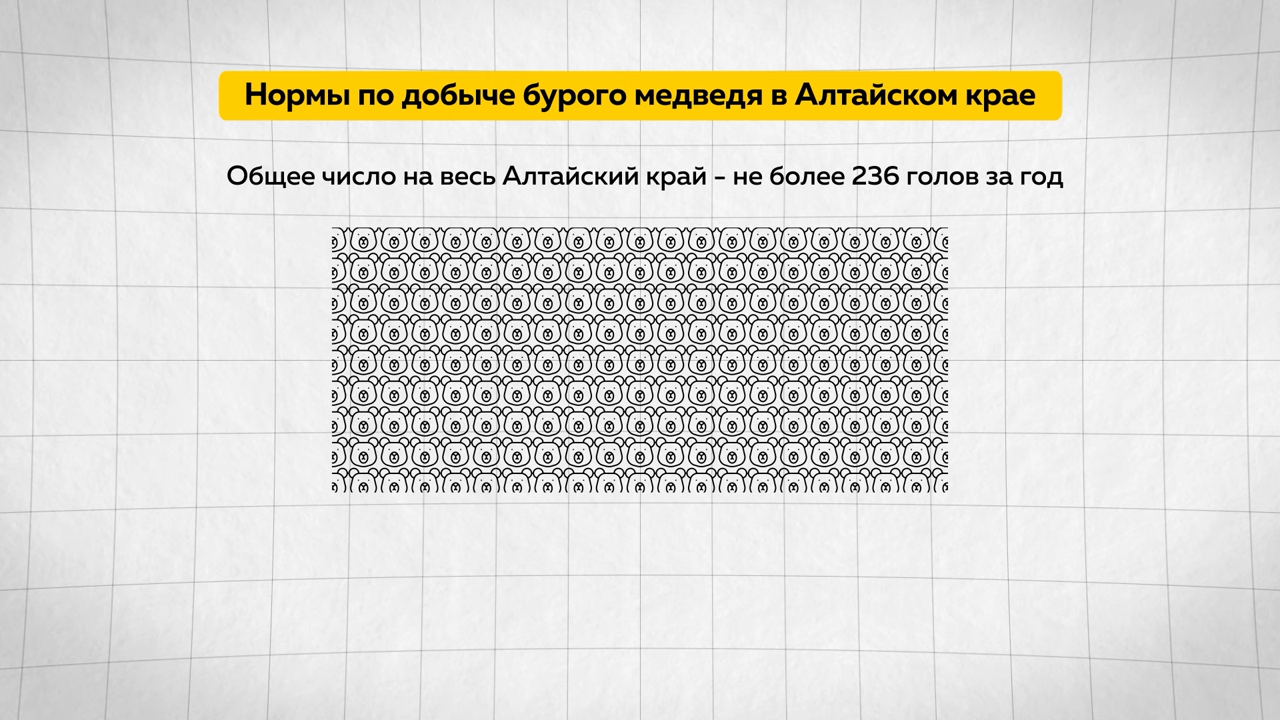 Нормы по добыче бурого медведя в Алтайском крае
Общее число на весь Алтайский край - не более 236 голов за год